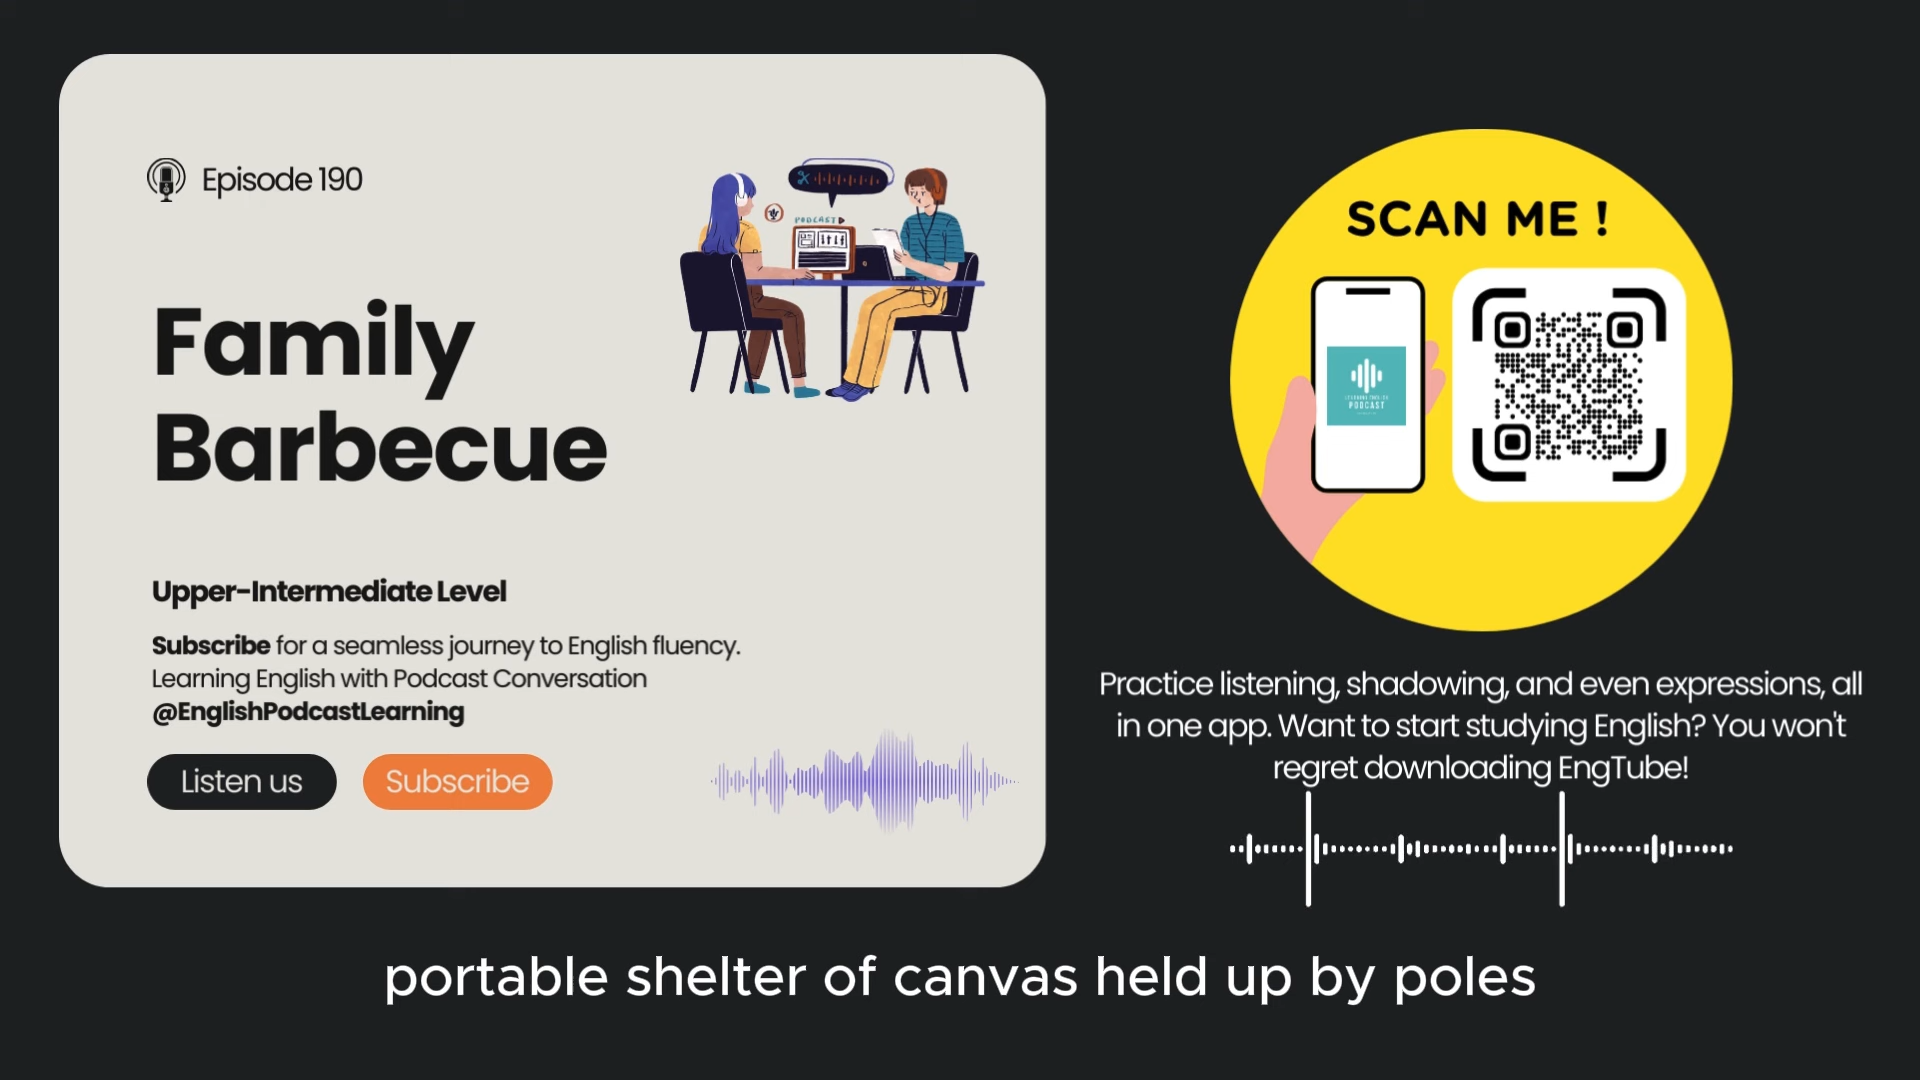 Episode 190
PODCAST
Family
Barbecue
Upper-Intermediate Level
Subscribe for a seamless journey to English fluency.
Learning English with Podcast Conversation
@EnglishPodcastLearning
Listen us
Subscribe
SCAN ME !
PODCAST
Practice listening, shadowing, and even expressions, all
in one app. Want to start studying English? You won't
regret downloading EngTube!
portable shelter of canvas held up by poles